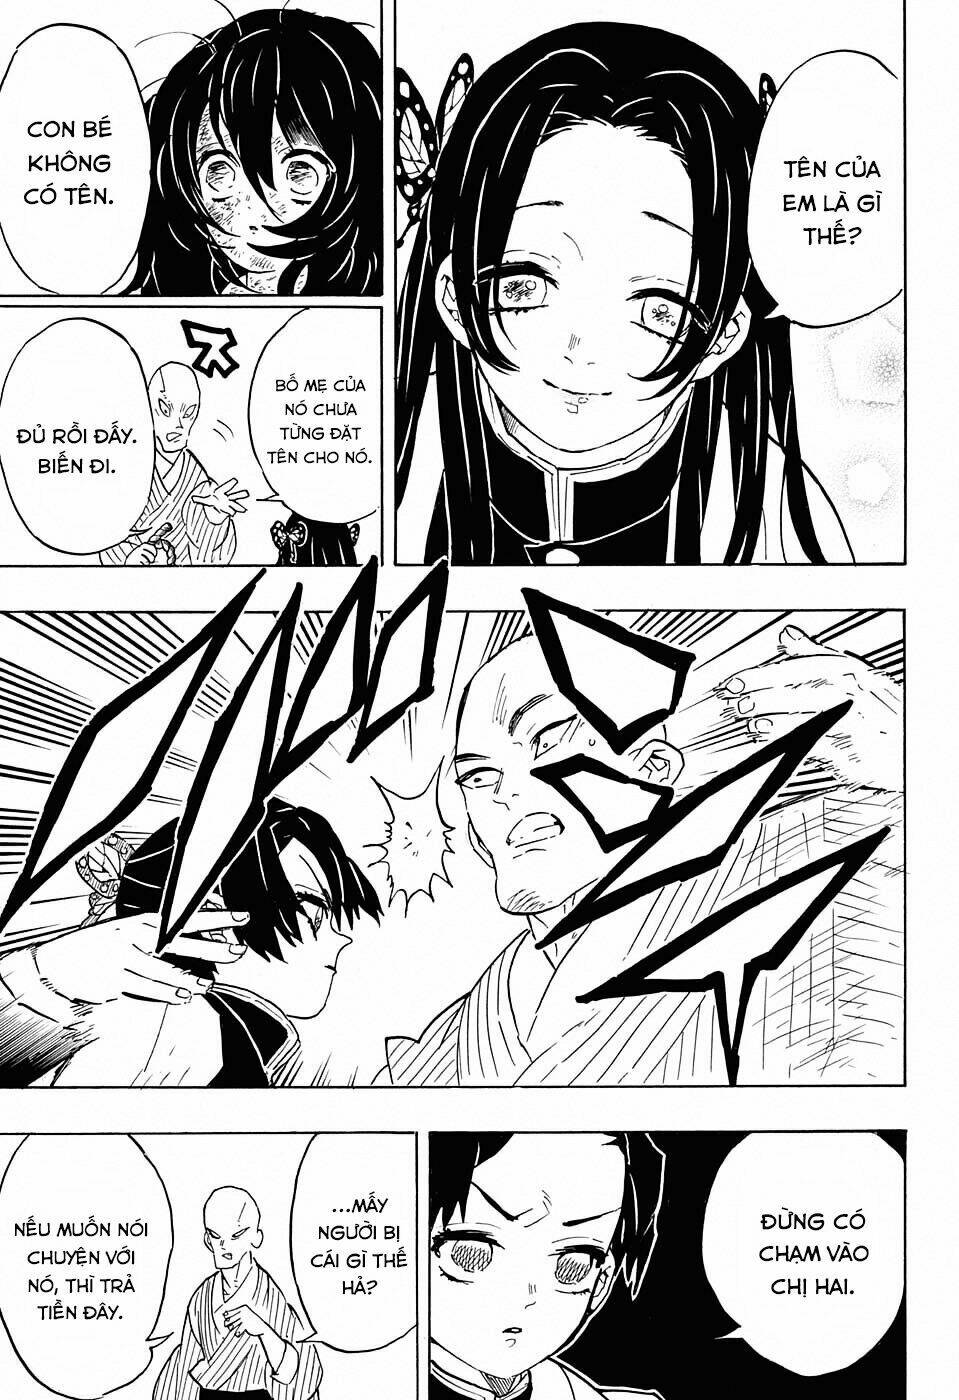 TÊN CỦA
EM LÀ GÌ
THẾ?
CON BÉ
KHÔNG
CÓ TÊN.
BỐ MẸ CỦA
NÓ CHƯA
TỪNG ĐẶT
TÊN CHO NÓ.
ĐỦ RỒI ĐẤY.
BIẾN ĐI.
ĐỪNG CÓ
CHẠM VÀO
CHỊ HAI.
...MẤY
NGƯỜI BỊ
CÁI GÌ THẾ
HẢ?
NẾU MUỐN NÓI
CHUYỆN VỚI
NÓ, THÌ TRẢ
TIỀN ĐÂY.